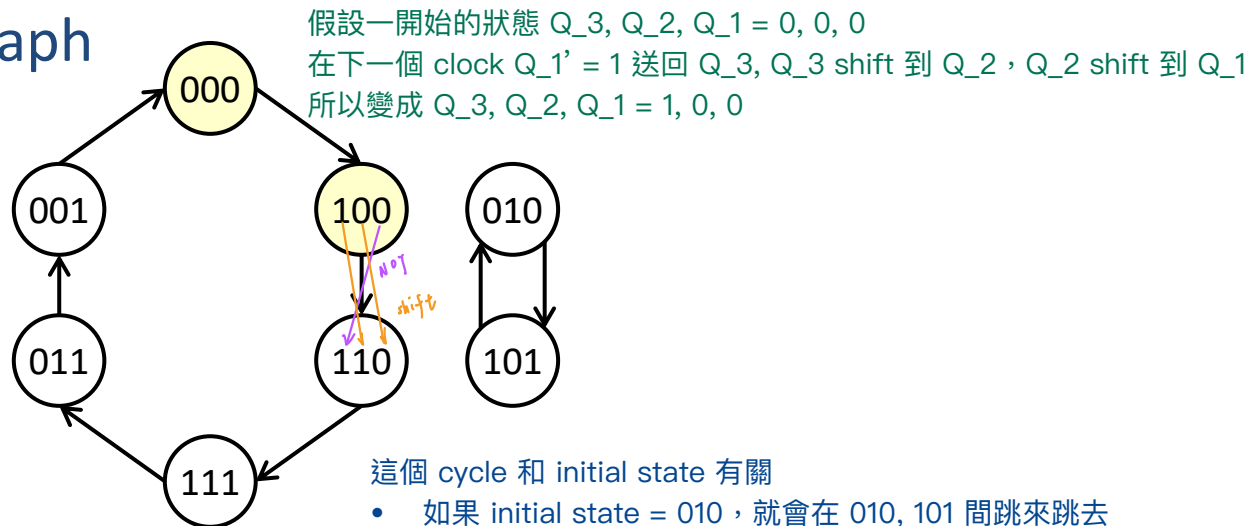 aph
假設一開始的狀態 Q_3, Q_2, Q_1 = 0, 0, 0
在下一個 clock Q_1’ = 1 送回 Q_3, Q_3 shift 到 Q_2，Q_2 shift 到 Q_1
所以變成 Q_3, Q_2, Q_1 = 1, 0, 0
000
001
100
010
NOT
shift
011
110
101
111
這個 cycle 和 initial state 有關
• 如果 initial state = 010，就會在 010, 101 間跳來跳去